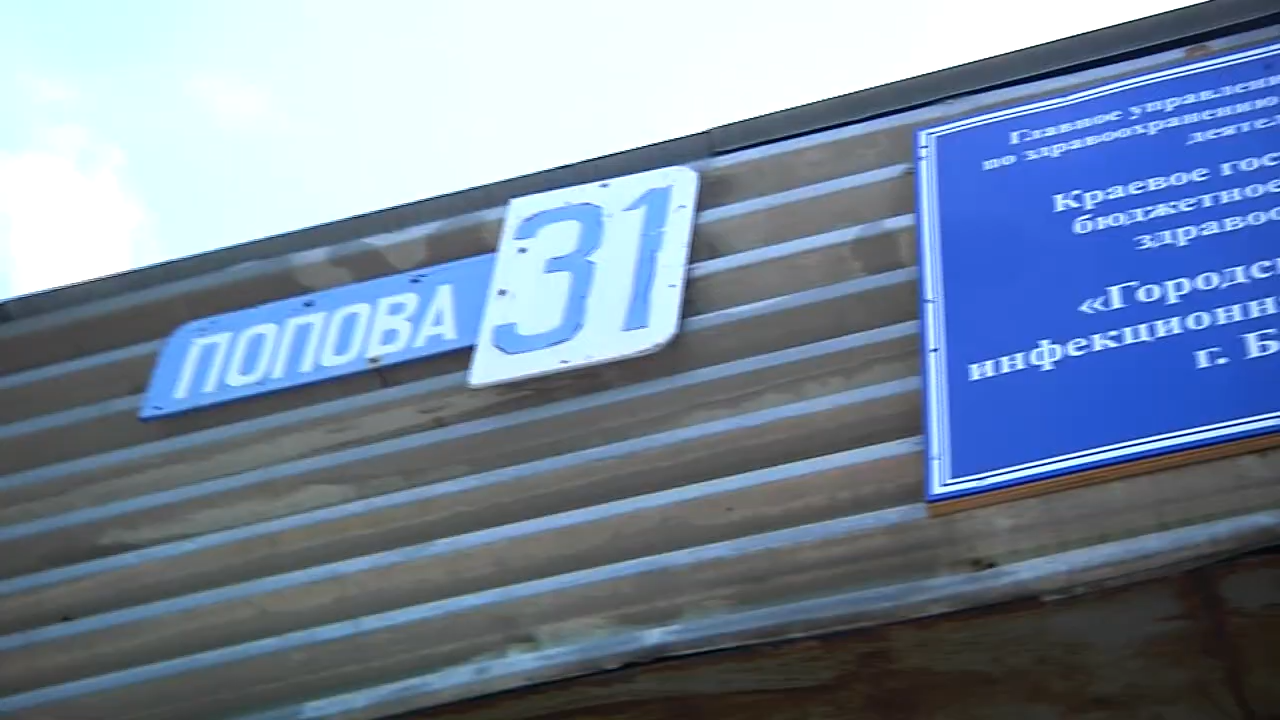 ПОПОВА 31
Главное управлени
по здравоохранению
деятел
Краевое гос
бюджетное
здравоо
«Городс
инфекционн
г. Б